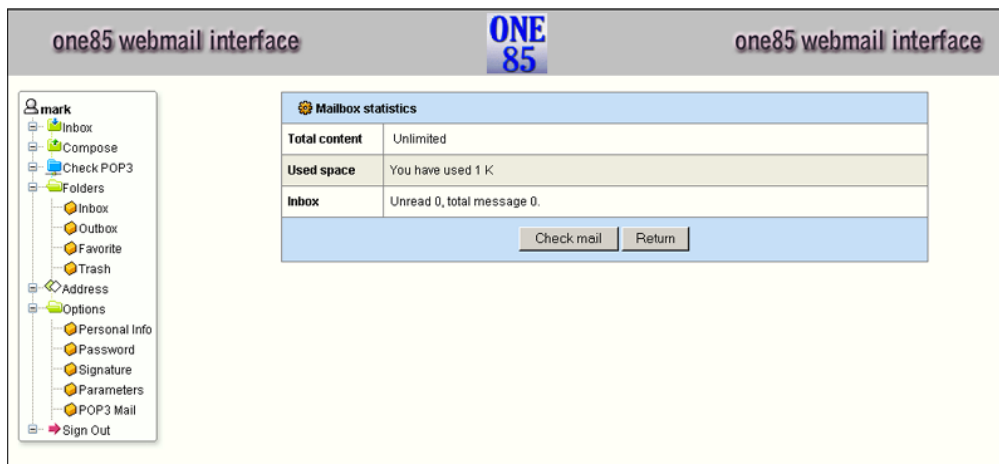 one85 webmail interface
ONE
85
one85 webmail interface
mark
Inbox
Compose
Check POP3
Folders
Inbox
Outbox
Favorite
Trash
Address
Options
Personal Info
Password
Signature
Parameters
POP3 Mail
Sign Out
Mailbox statistics
Total content Unlimited
Used space You have used 1 K
Inbox Unread 0, total message 0.
Check mail Return